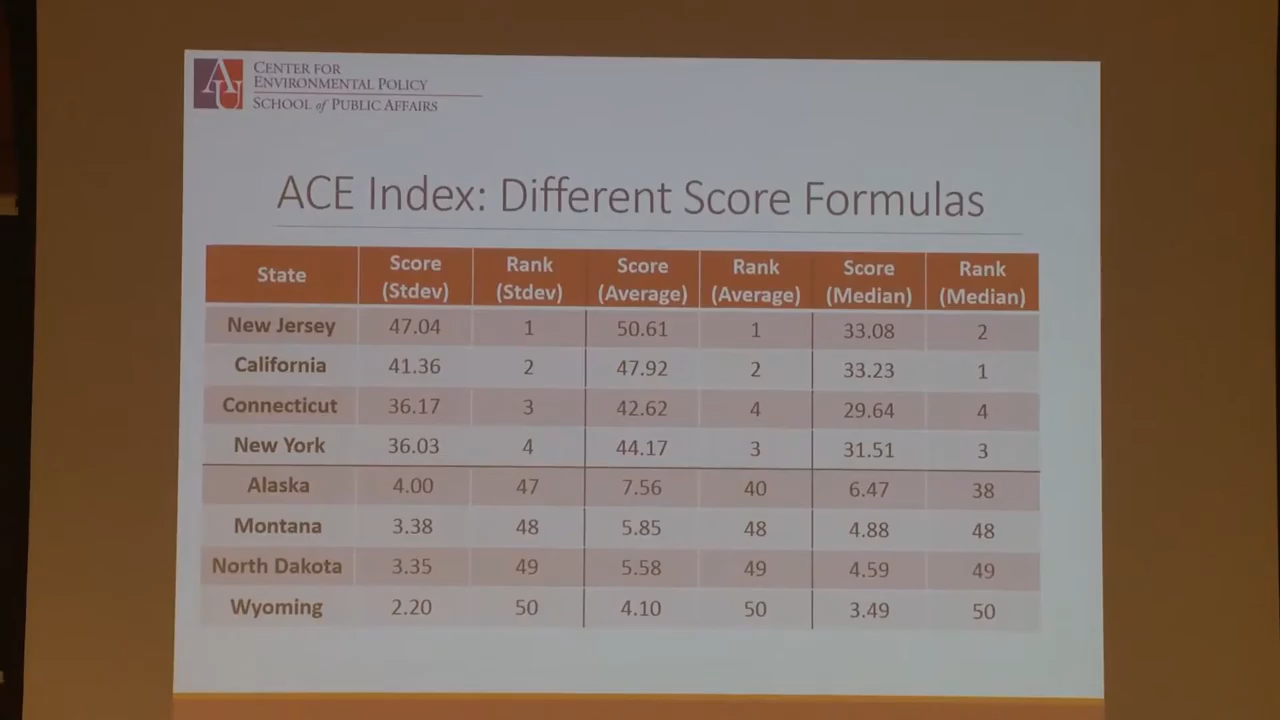 AU
CENTER FOR
ENVIRONMENTAL POLICY
SCHOOL of PUBLIC AFFAIRS
ACE Index: Different Score Formulas
State Score (Stdev) Rank (Stdev) Score (Average) Rank (Average) Score (Median) Rank (Median)
New Jersey 47.04 1 50.61 1 33.08 2
California 41.36 2 47.92 2 33.23 1
Connecticut 36.17 3 42.62 4 29.64 4
New York 36.03 4 44.17 3 31.51 3
Alaska 4.00 47 7.56 40 6.47 38
Montana 3.38 48 5.85 48 4.88 48
North Dakota 3.35 49 5.58 49 4.59 49
Wyoming 2.20 50 4.10 50 3.49 50